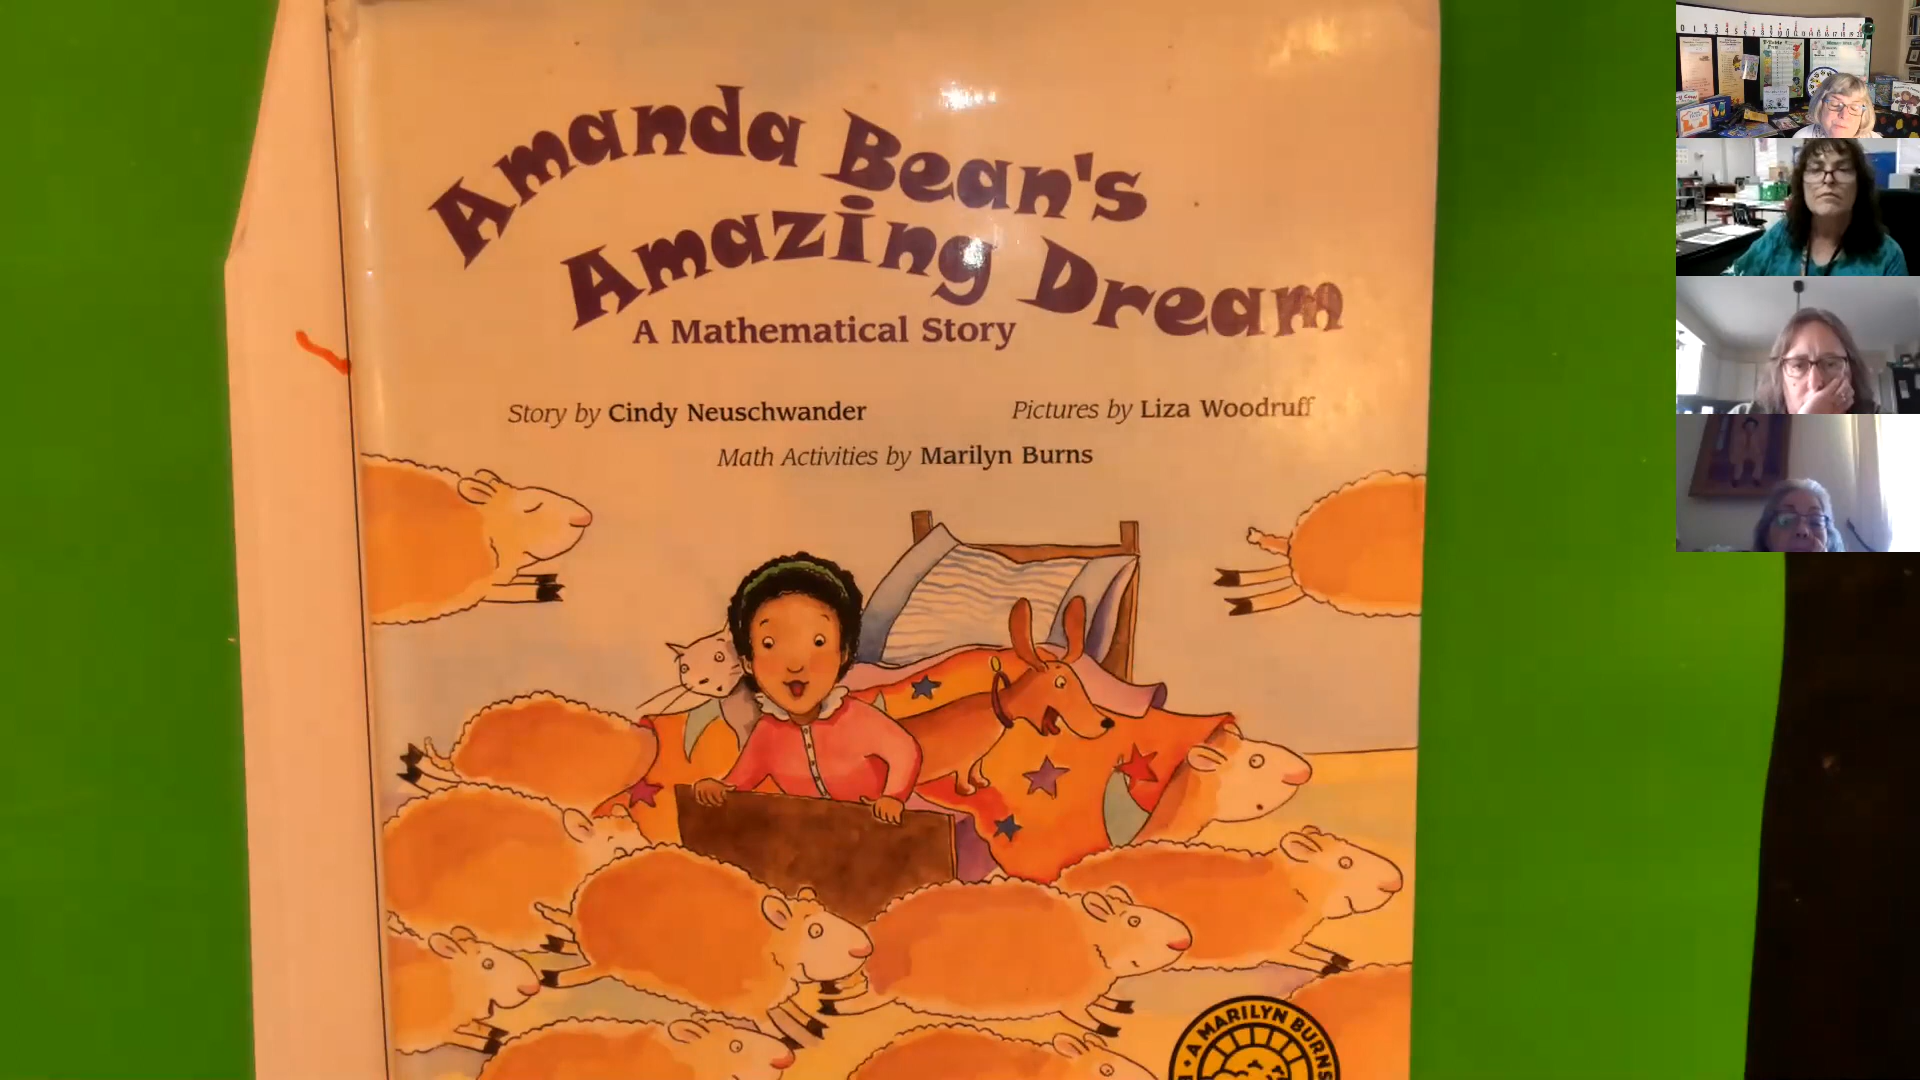 Amanda Bean's
Amazing Dream
A Mathematical Story
Story by Cindy Neuschwander
Pictures by Liza Woodruff
Math Activities by Marilyn Burns
A MARILYN BURNS